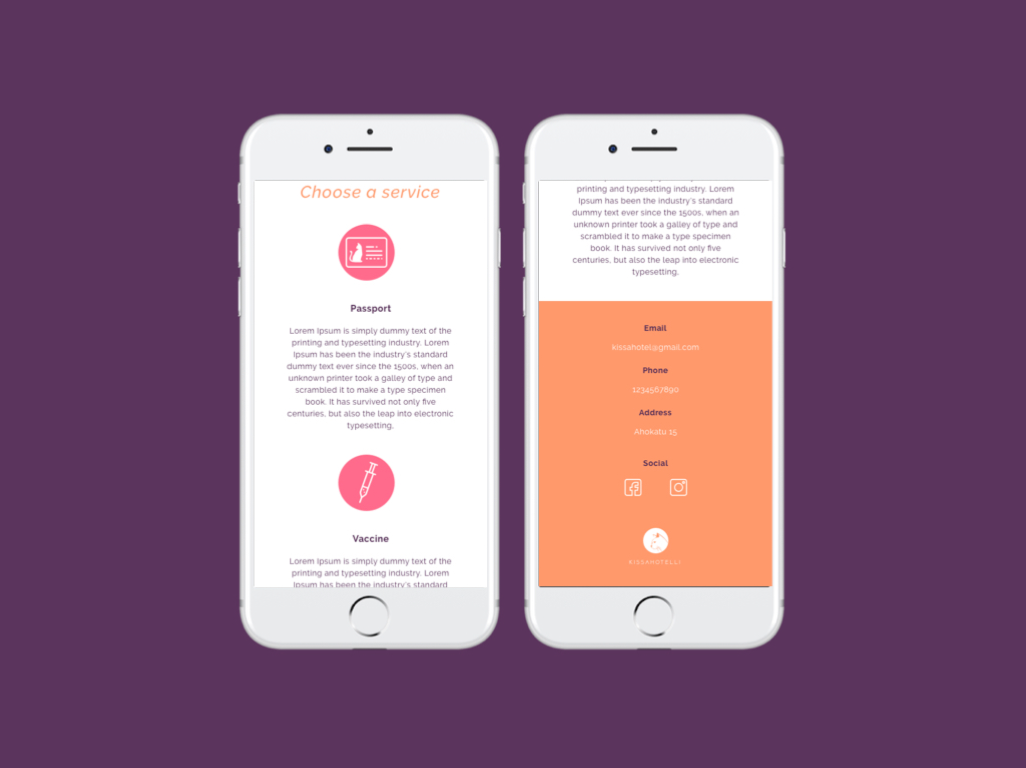 Choose a service
Passport
Lorem Ipsum is simply dummy text of the
printing and typesetting industry. Lorem
Ipsum has been the industry's standard
dummy text ever since the 1500s, when an
unknown printer took a galley of type and
scrambled it to make a type specimen
book. It has survived not only five
centuries, but also the leap into electronic
typesetting,
Vaccine
Lorem Ipsum is simply dummy text of the
printing and typesetting industry. Lorem
Ipsum has been the industry's standard
printing and typesetting industry. Lorem
Ipsum has been the industry's standard
dummy text ever since the 1500s, when an
unknown printer took a galley of type and
scrambled it to make a type specimen
book. It has survived not only five
centuries, but also the leap into electronic
typesetting,
Email
kissahotel@gmail.com
Phone
1234567890
Address
Ahokatu 15
Social
KISSAHOTELLI